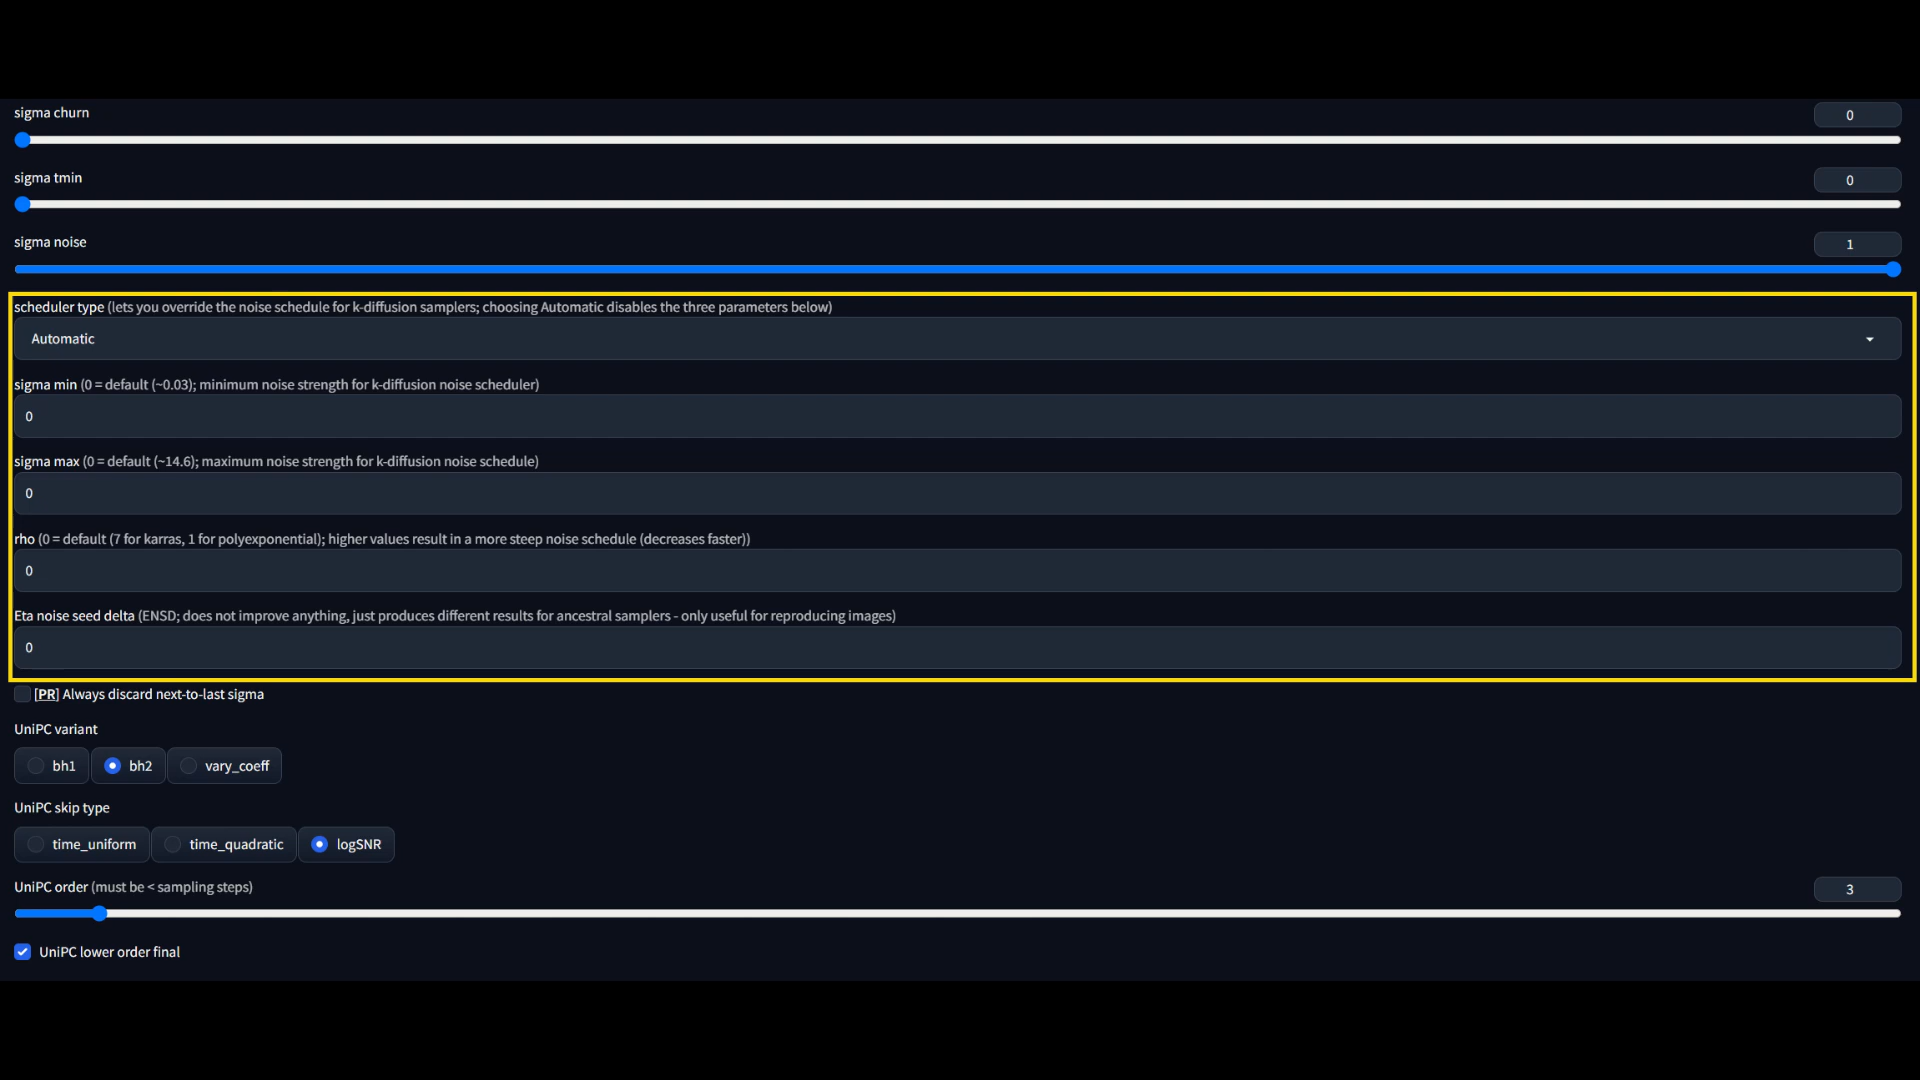 sigma churn
0
sigma tmin
0
sigma noise
1
scheduler type (lets you override the noise schedule for k-diffusion samplers; choosing Automatic disables the three parameters below)
Automatic
sigma min (0 = default (~0.03); minimum noise strength for k-diffusion noise scheduler)
0
sigma max (0 = default (~14.6); maximum noise strength for k-diffusion noise schedule)
0
rho (0 = default (7 for karras, 1 for polyexponential); higher values result in a more steep noise schedule (decreases faster))
0
Eta noise seed delta (ENSD; does not improve anything, just produces different results for ancestral samplers - only useful for reproducing images)
0
[PR] Always discard next-to-last sigma
UniPC variant
bh1 bh2 vary_coeff
UniPC skip type
time_uniform time_quadratic logSNR
UniPC order (must be < sampling steps)
3
UniPC lower order final